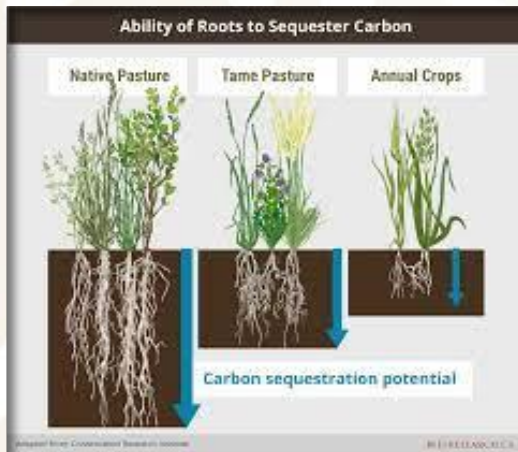 Ability of Roots to Sequester Carbon
Native Pasture
Tame Pasture
Annual Crops
Carbon sequestration potential